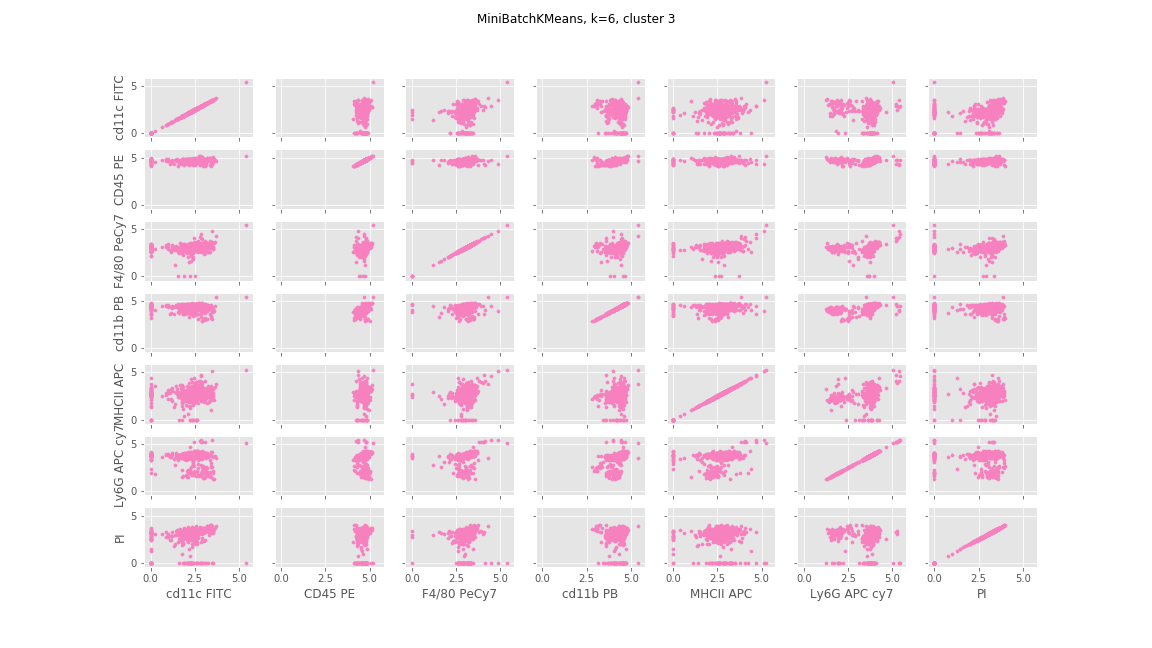 MiniBatchKMeans, k=6, cluster 3
cd11c FITC
5
0
CD45 PE
5
0
F4/80 PeCy7
5
0
cd11b PB
5
0
MHCII APC
5
0
Ly6G APC cy7
5
0
PI
5
0
0.0 2.5 5.0 0.0 2.5 5.0 0.0 2.5 5.0 0.0 2.5 5.0 0.0 2.5 5.0 0.0 2.5 5.0 0.0 2.5 5.0
cd11c FITC CD45 PE F4/80 PeCy7 cd11b PB MHCII APC Ly6G APC cy7 PI